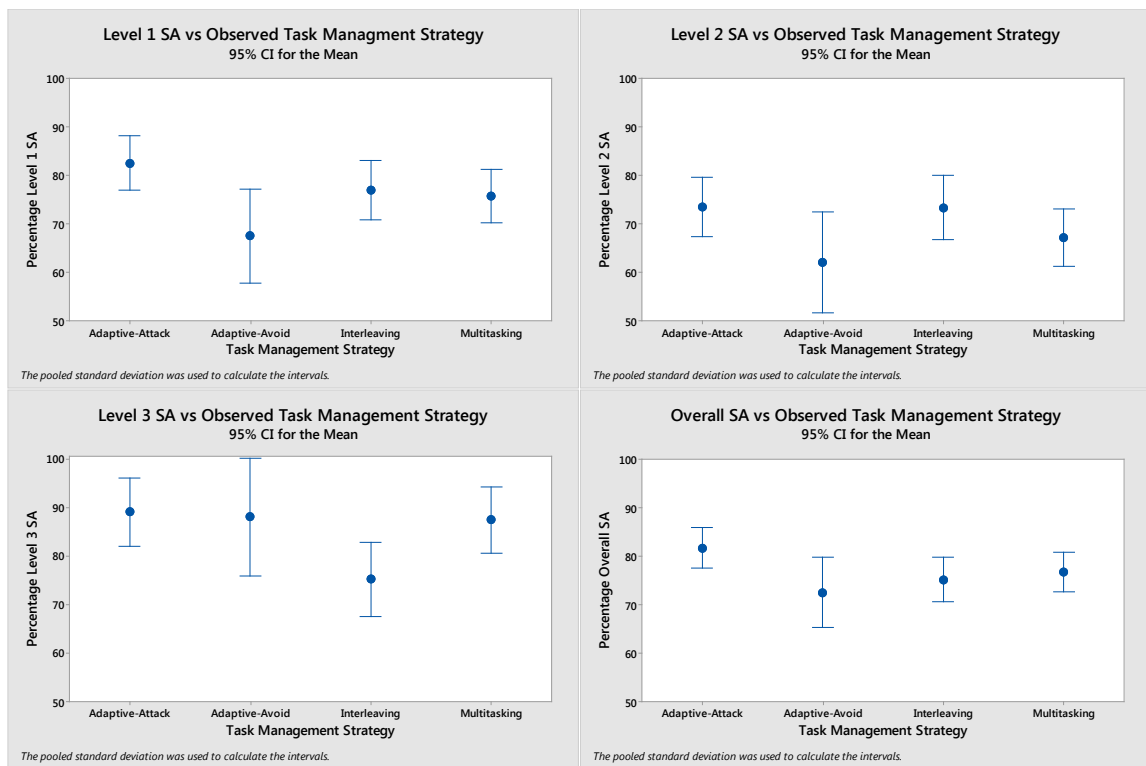 Level 1 SA vs Observed Task Managment Strategy
95% CI for the Mean
100
90
80
70
60
50
Percentage Level 1 SA
Adaptive-Attack Adaptive-Avoid Interleaving Multitasking
Task Management Strategy
The pooled standard deviation was used to calculate the intervals.
Level 2 SA vs Observed Task Management Strategy
95% CI for the Mean
100
90
80
70
60
50
Percentage Level 2 SA
Adaptive-Attack Adaptive-Avoid Interleaving Multitasking
Task Management Strategy
The pooled standard deviation was used to calculate the intervals.
Level 3 SA vs Observed Task Management Strategy
95% CI for the Mean
100
90
80
70
60
50
Percentage Level 3 SA
Adaptive-Attack Adaptive-Avoid Interleaving Multitasking
Task Management Strategy
The pooled standard deviation was used to calculate the intervals.
Overall SA vs Observed Task Management Strategy
95% CI for the Mean
100
90
80
70
60
50
Percentage Overall SA
Adaptive-Attack Adaptive-Avoid Interleaving Multitasking
Task Management Strategy
The pooled standard deviation was used to calculate the intervals.